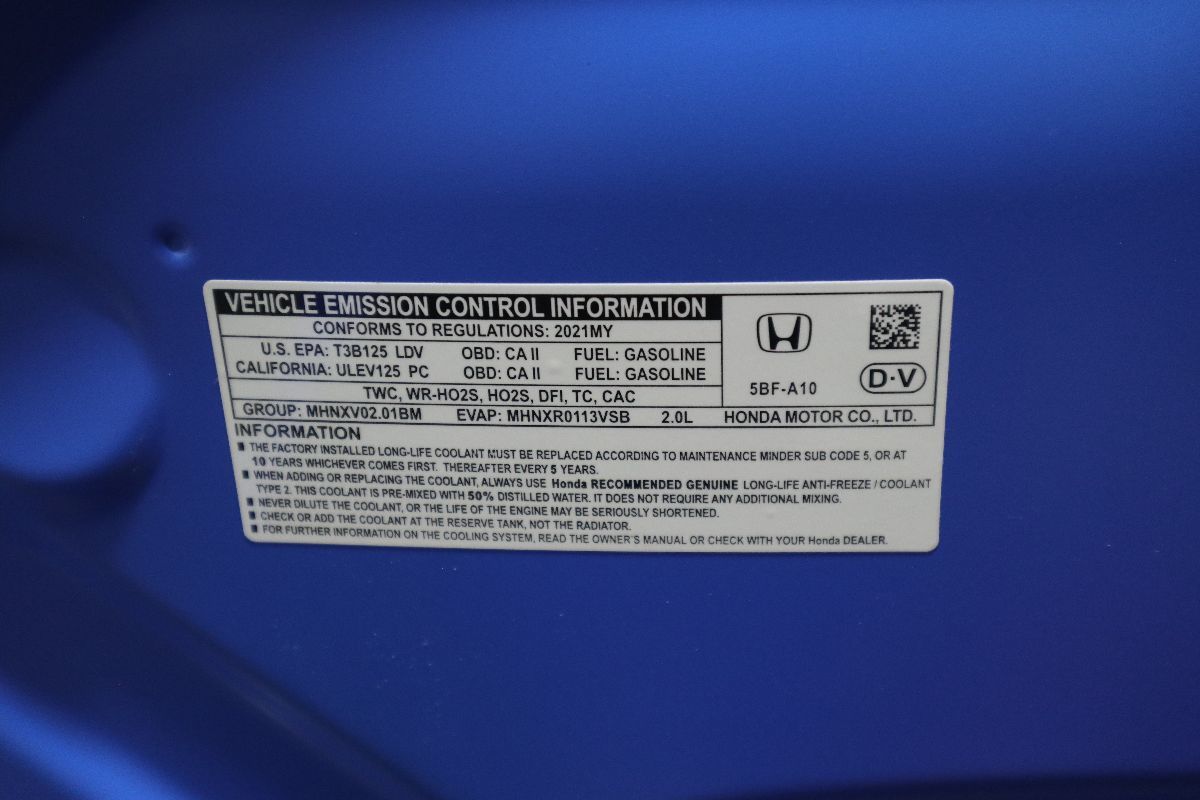 VEHICLE EMISSION CONTROL INFORMATION
CONFORMS TO REGULATIONS: 2021MY
U.S. EPA: T3B125 LDV OBD: CA II FUEL: GASOLINE
CALIFORNIA: ULEV125 PC OBD: CA II FUEL: GASOLINE
TWC, WR-HO2S, HO2S, DFI, TC, CAC
5BF-A10
D·V
GROUP: MHNXV02.01BM EVAP: MHNXR0113VSB 2.0L HONDA MOTOR CO., LTD.
INFORMATION
THE FACTORY INSTALLED LONG-LIFE COOLANT MUST BE REPLACED ACCORDING TO MAINTENANCE MINDER SUB CODE 5, OR AT
10 YEARS WHICHEVER COMES FIRST. THEREAFTER EVERY 5 YEARS.
WHEN ADDING OR REPLACING THE COOLANT, ALWAYS USE Honda RECOMMENDED GENUINE LONG-LIFE ANTI-FREEZE / COOLANT
TYPE 2. THIS COOLANT IS PRE-MIXED WITH 50% DISTILLED WATER. IT DOES NOT REQUIRE ANY ADDITIONAL MIXING.
NEVER DILUTE THE COOLANT, OR THE LIFE OF THE ENGINE MAY BE SERIOUSLY SHORTENED.
CHECK OR ADD THE COOLANT AT THE RESERVE TANK, NOT THE RADIATOR.
FOR FURTHER INFORMATION ON THE COOLING SYSTEM, READ THE OWNER'S MANUAL OR CHECK WITH YOUR Honda DEALER.